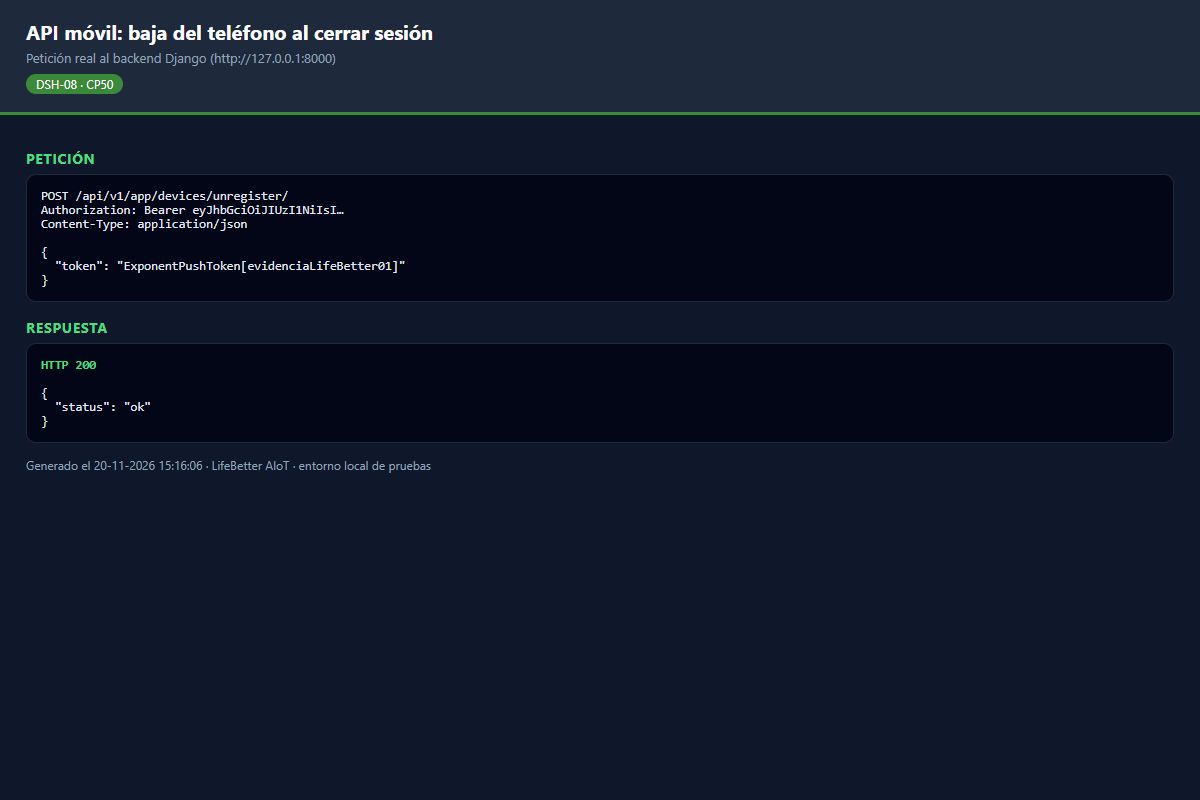 API móvil: baja del teléfono al cerrar sesión
Petición real al backend Django (http://127.0.0.1:8000)
DSH-08 · CP50
PETICIÓN
POST /api/v1/app/devices/unregister/
Authorization: Bearer eyJhbGciOiJIUzI1NiIsI…
Content-Type: application/json
{
  "token": "ExponentPushToken[evidenciaLifeBetter01]"
}
RESPUESTA
HTTP 200
{
  "status": "ok"
}
Generado el 20-11-2026 15:16:06 · LifeBetter AIoT · entorno local de pruebas